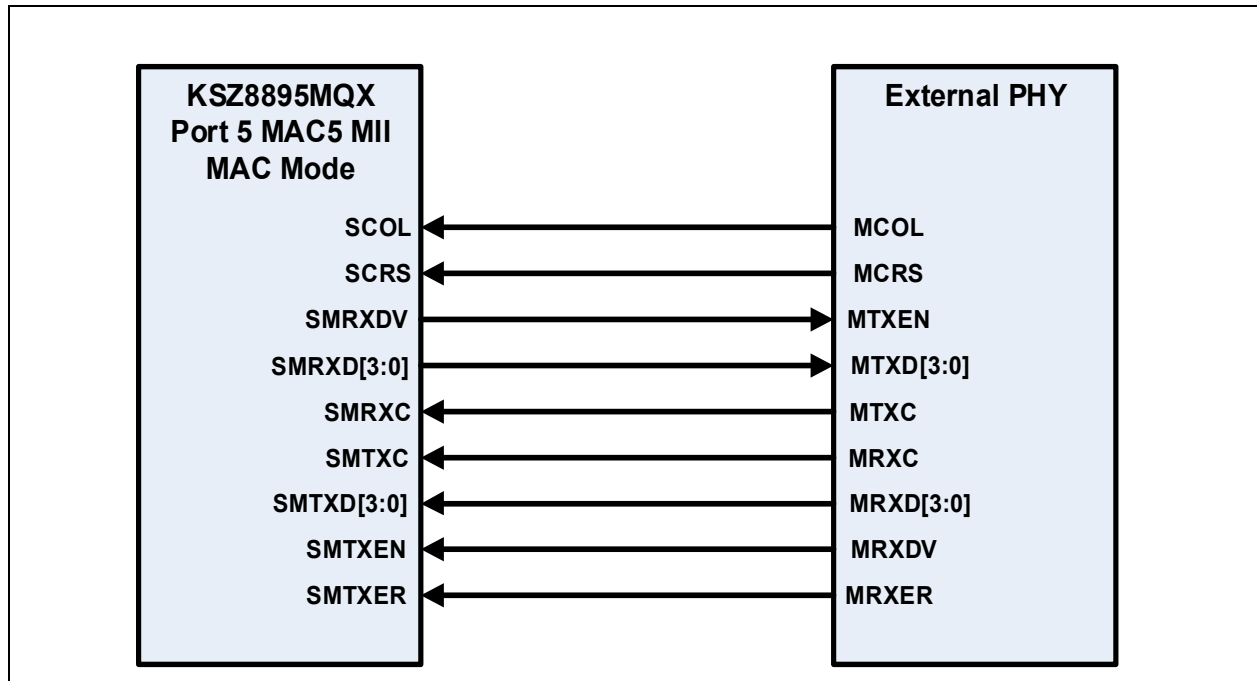 KSZ8895MQX
Port 5 MAC5 MII
MAC Mode
External PHY
SCOL
MCOL
SCRS
MCRS
SMRXDV
MTXEN
SMRXD[3:0]
MTXD[3:0]
SMRXC
MTXC
SMTXC
MRXC
SMTXD[3:0]
MRXD[3:0]
SMTXEN
MRXDV
SMTXER
MRXER